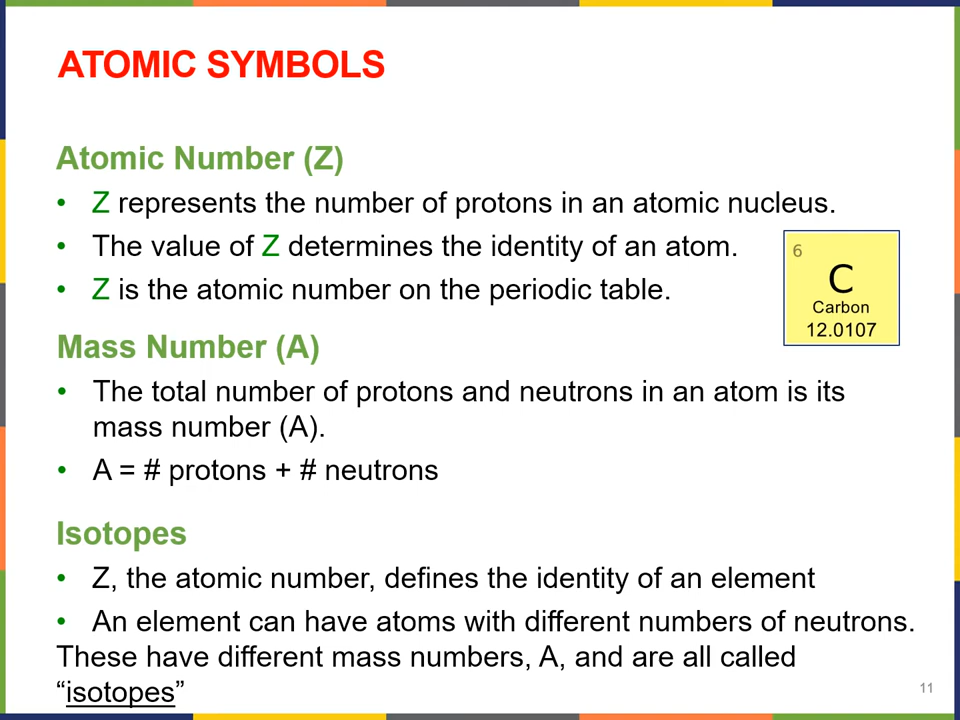 ATOMIC SYMBOLS
Atomic Number (Z)
• Z represents the number of protons in an atomic nucleus.
• The value of Z determines the identity of an atom.
• Z is the atomic number on the periodic table.
6
C
Carbon
12.0107
Mass Number (A)
• The total number of protons and neutrons in an atom is its
mass number (A).
• A = # protons + # neutrons
Isotopes
• Z, the atomic number, defines the identity of an element
• An element can have atoms with different numbers of neutrons.
These have different mass numbers, A, and are all called
“isotopes”
11